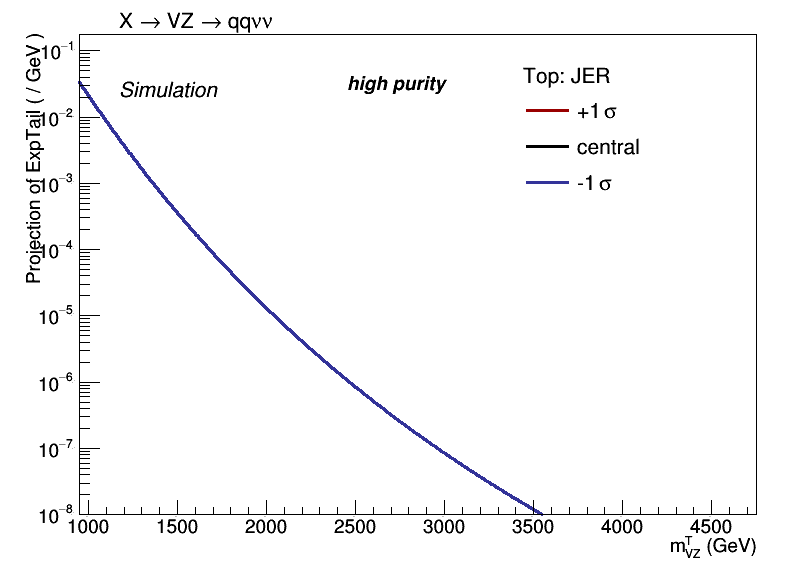 X → VZ → qqνν
Projection of ExpTail ( / GeV )
Simulation
high purity
Top: JER
+1 σ
central
-1 σ
10⁻¹
10⁻²
10⁻³
10⁻⁴
10⁻⁵
10⁻⁶
10⁻⁷
10⁻⁸
1000 1500 2000 2500 3000 3500 4000 4500
m^T_VZ (GeV)